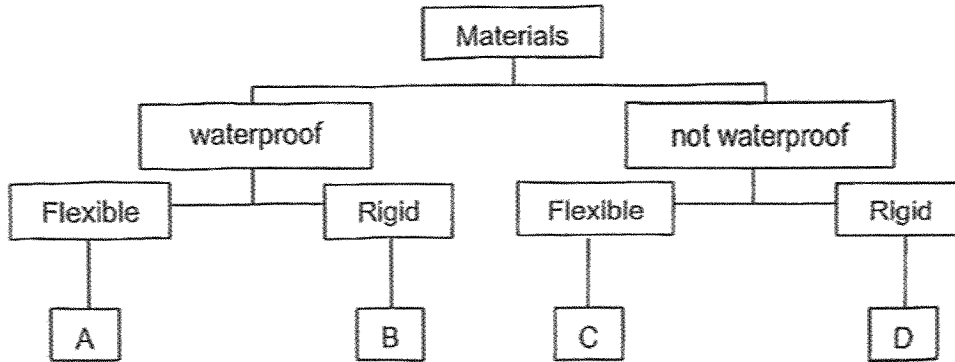 Materials
waterproof
not waterproof
Flexible
Rigid
Flexible
Rigid
A
B
C
D